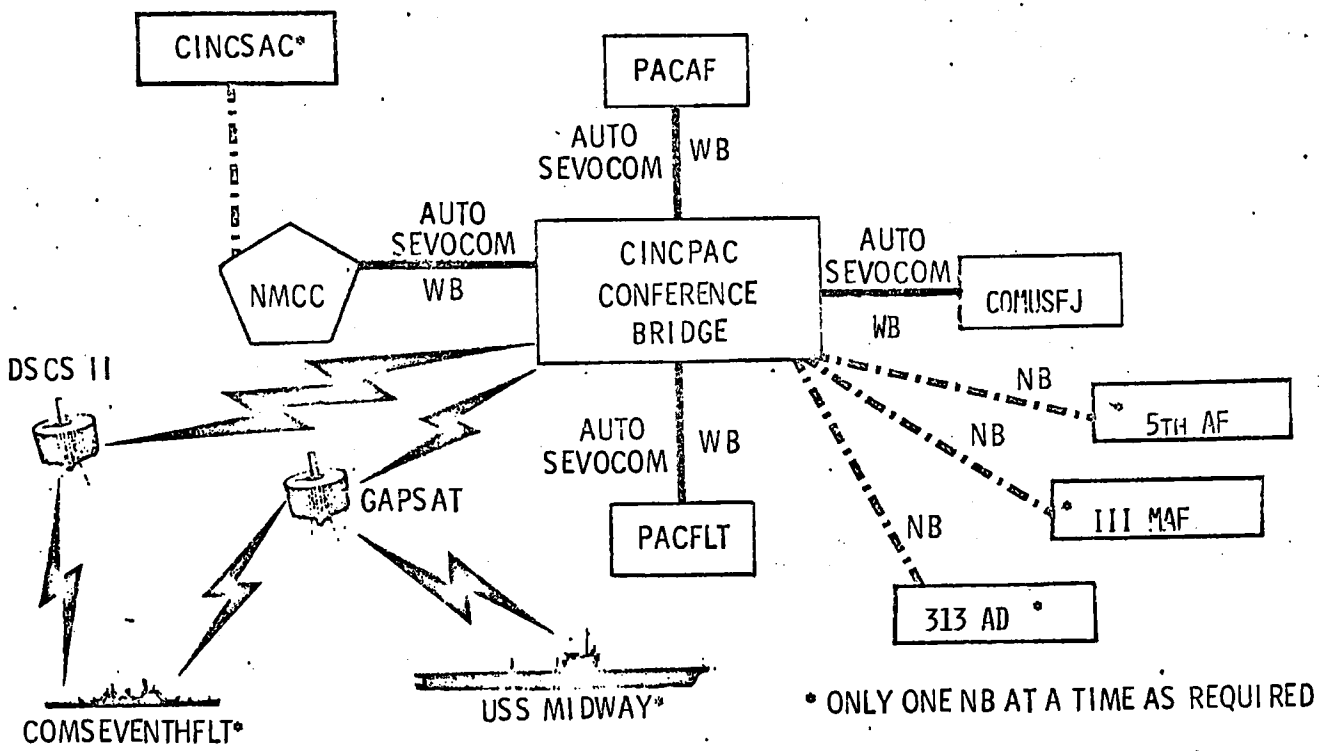 CINCSAC*
PACAF
AUTO
SEVOCOM
WB
AUTO
SEVOCOM
WB
NMCC
CINCPAC
CONFERENCE
BRIDGE
AUTO
SEVOCOM
WB
COMUSFJ
DSCS II
GAPSAT
AUTO
SEVOCOM
WB
PACFLT
NB
* 5TH AF
NB
* III MAF
NB
313 AD *
COMSEVENTHFLT*
USS MIDWAY*
* ONLY ONE NB AT A TIME AS REQUIRED